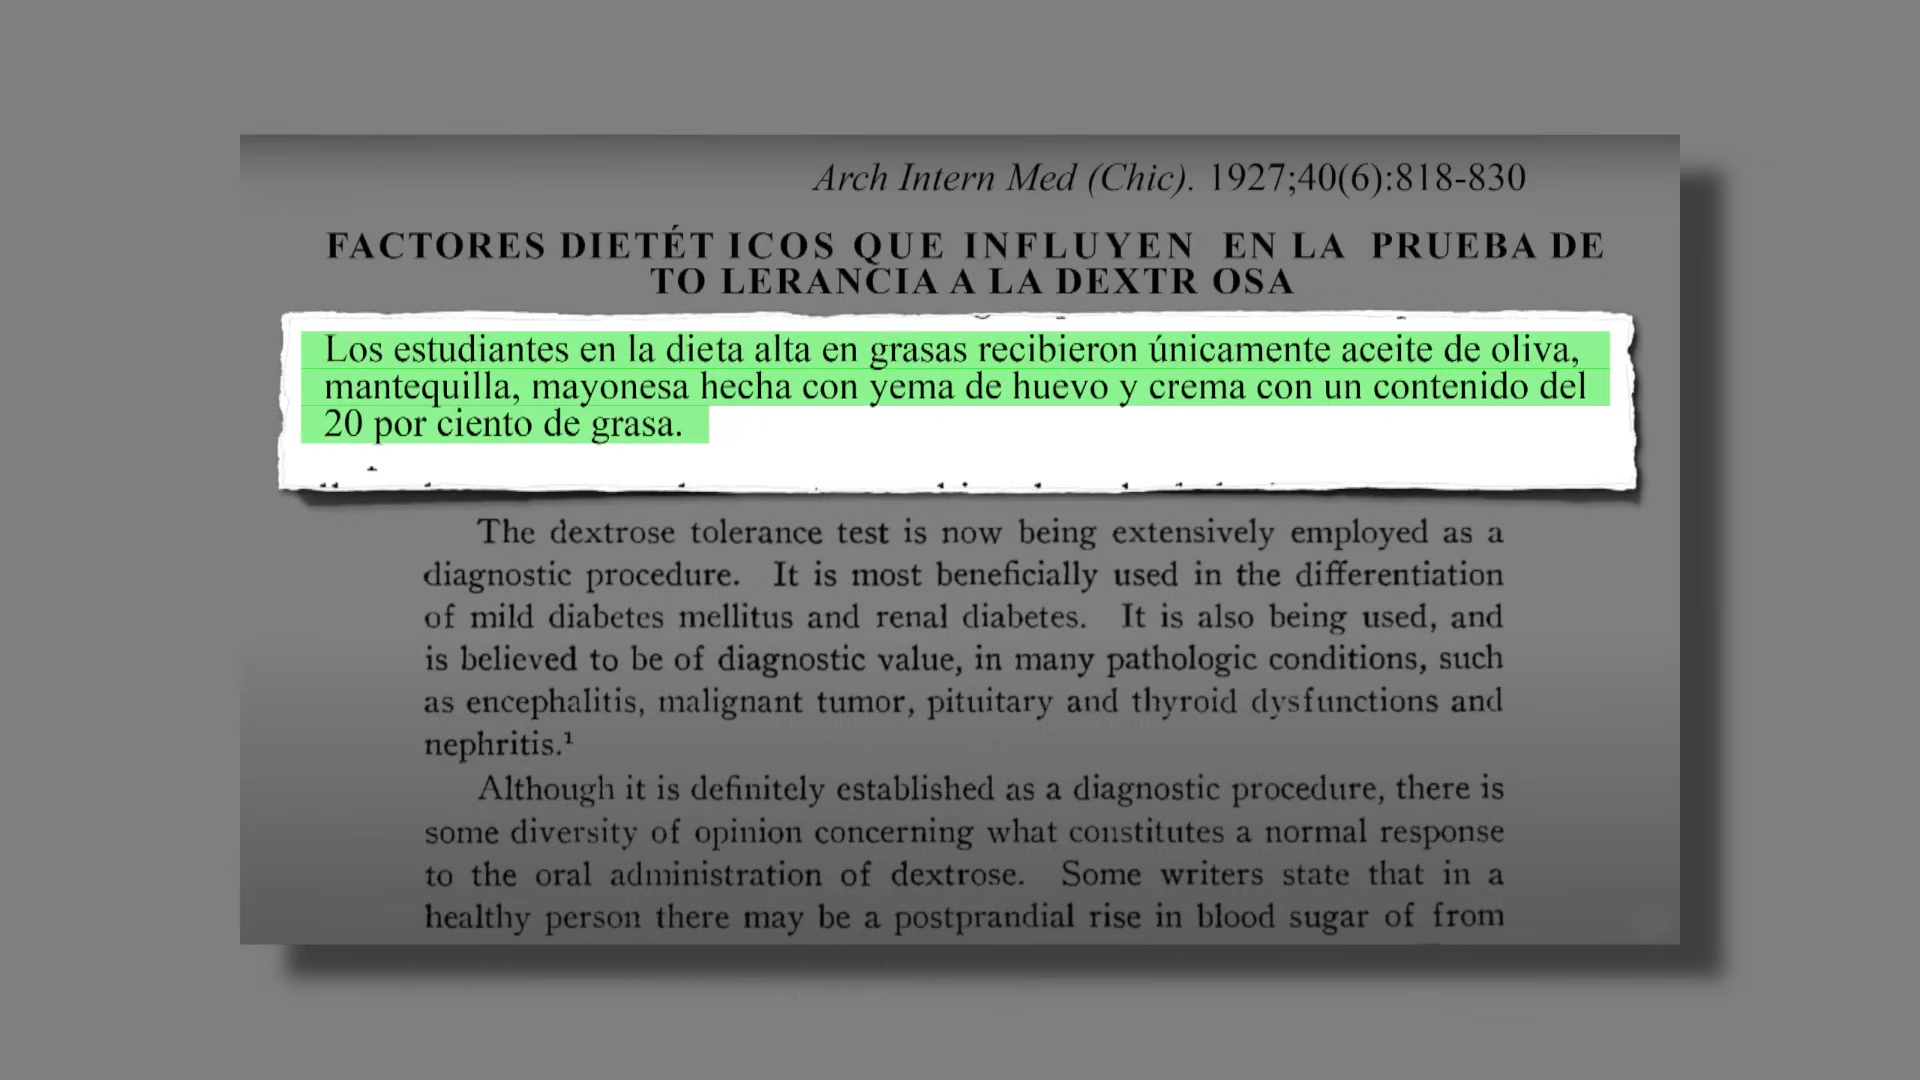 Arch Intern Med (Chic). 1927;40(6):818-830
FACTORES DIETÉT ICOS QUE INFLUYEN EN LA PRUEBA DE
TO LERANCIA A LA DEXTR OSA
Los estudiantes en la dieta alta en grasas recibieron únicamente aceite de oliva,
mantequilla, mayonesa hecha con yema de huevo y crema con un contenido del
20 por ciento de grasa.
The dextrose tolerance test is now being extensively employed as a
diagnostic procedure. It is most beneficially used in the differentiation
of mild diabetes mellitus and renal diabetes. It is also being used, and
is believed to be of diagnostic value, in many pathologic conditions, such
as encephalitis, malignant tumor, pituitary and thyroid dysfunctions and
nephritis.¹
Although it is definitely established as a diagnostic procedure, there is
some diversity of opinion concerning what constitutes a normal response
to the oral administration of dextrose. Some writers state that in a
healthy person there may be a postprandial rise in blood sugar of from